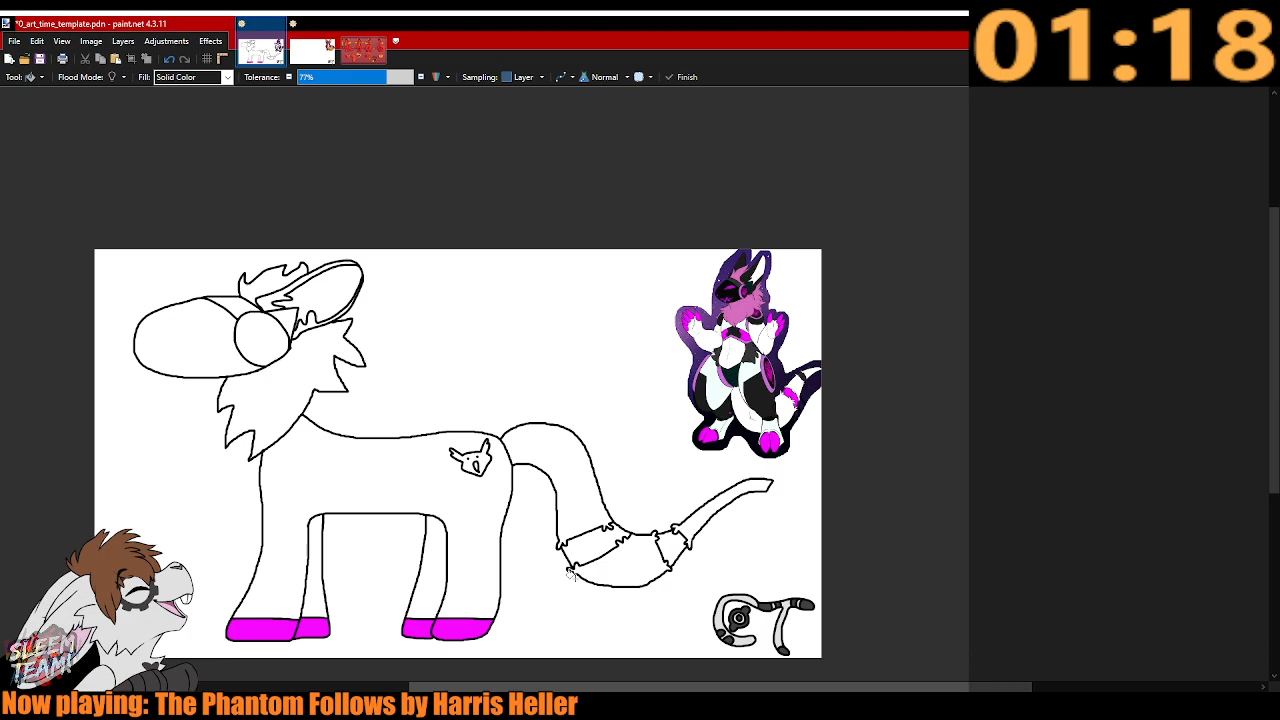 *0_art_time_template.pdn - paint.net 4.3.11
01:18
File Edit View Image Layers Adjustments Effects
Tool: Flood Mode: Fill: Solid Color Tolerance: 77% Sampling: Layer Normal Finish
SLEEM
TEAM!
Now playing: The Phantom Follows by Harris Heller